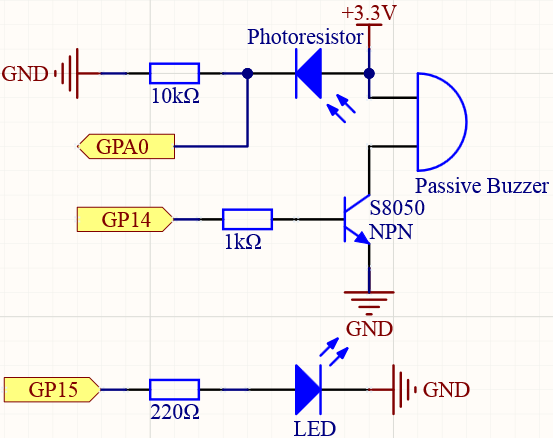 +3.3V
Photoresistor
GND
10kΩ
GPA0
Passive Buzzer
S8050
GP14
NPN
1kΩ
GND
GP15
GND
220Ω
LED